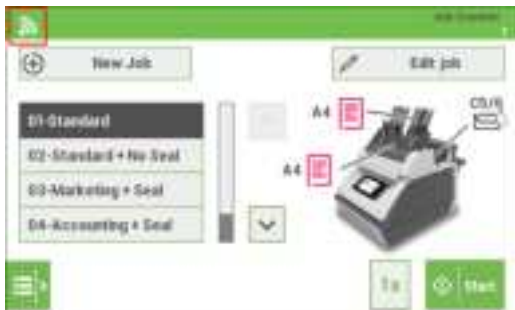 New Job
Edit job
01-Standard
02-Standard + No Seal
03-Marketing + Seal
04-Accounting + Seal
A4
A4
C5/6
1x
Start